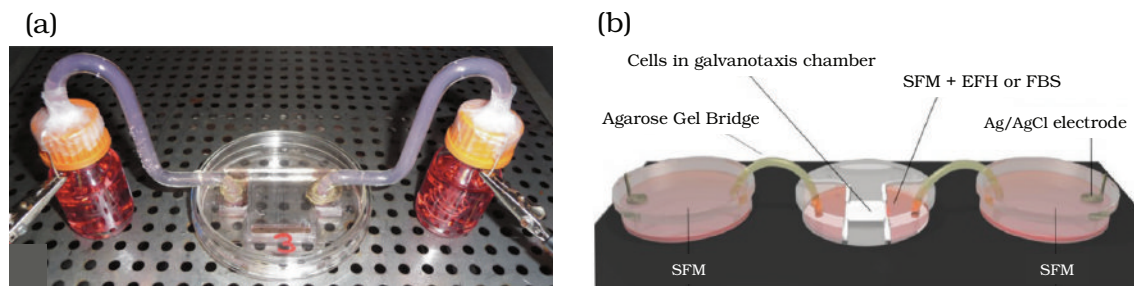 (a)
(b)
Cells in galvanotaxis chamber
SFM + EFH or FBS
Agarose Gel Bridge
Ag/AgCl electrode
3
SFM
SFM